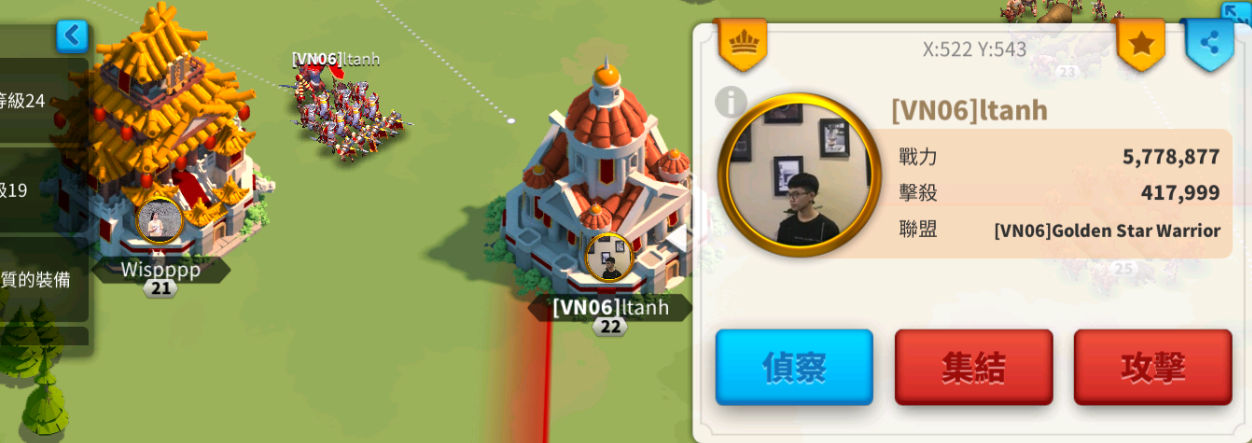 等級24
級19
質的裝備
Wispppp
21
[VN06]ltanh
[VN06]ltanh
22
X:522 Y:543
23
[VN06]ltanh
戰力 5,778,877
擊殺 417,999
聯盟 [VN06]Golden Star Warrior
25
偵察 集結 攻擊